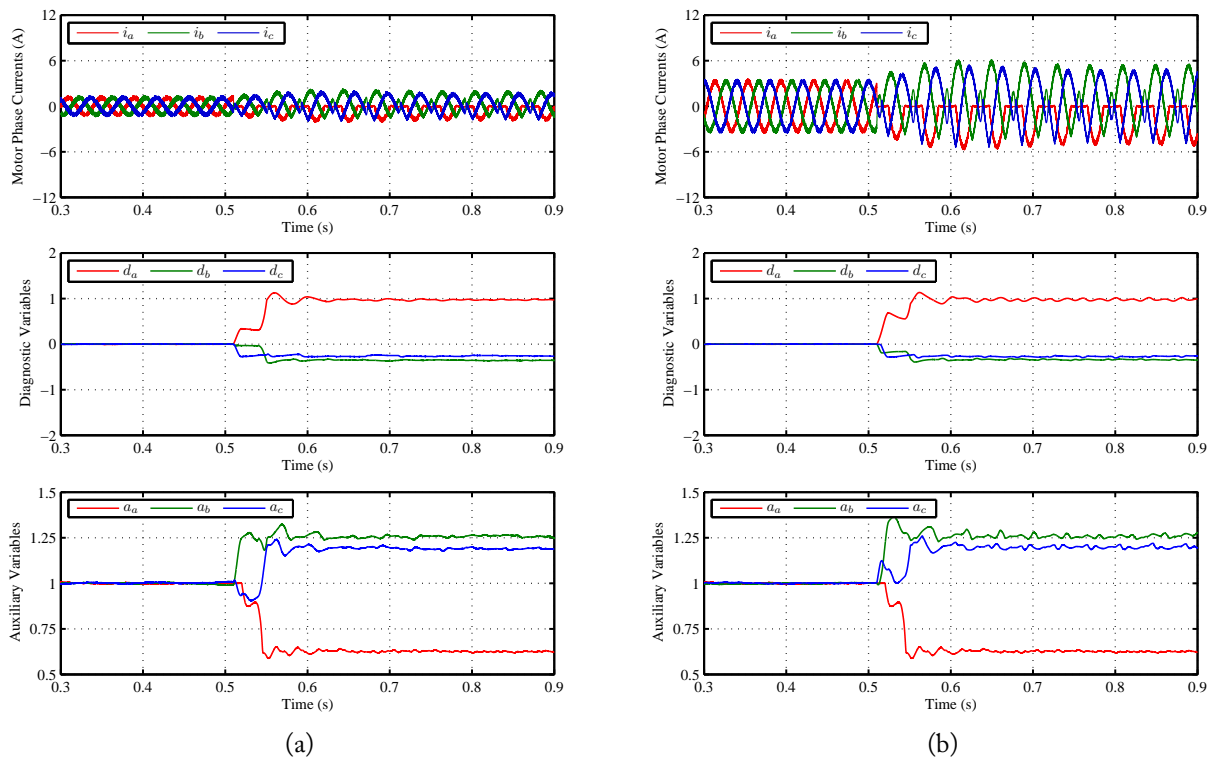 Motor Phase Currents (A)
12
6
0
−6
−12
i_a i_b i_c
0.3 0.4 0.5 0.6 0.7 0.8 0.9
Time (s)
Motor Phase Currents (A)
12
6
0
−6
−12
i_a i_b i_c
0.3 0.4 0.5 0.6 0.7 0.8 0.9
Time (s)
Diagnostic Variables
2
1
0
−1
−2
d_a d_b d_c
0.3 0.4 0.5 0.6 0.7 0.8 0.9
Time (s)
Diagnostic Variables
2
1
0
−1
−2
d_a d_b d_c
0.3 0.4 0.5 0.6 0.7 0.8 0.9
Time (s)
Auxiliary Variables
1.5
1.25
1
0.75
0.5
a_a a_b a_c
0.3 0.4 0.5 0.6 0.7 0.8 0.9
Time (s)
Auxiliary Variables
1.5
1.25
1
0.75
0.5
a_a a_b a_c
0.3 0.4 0.5 0.6 0.7 0.8 0.9
Time (s)
(a)
(b)